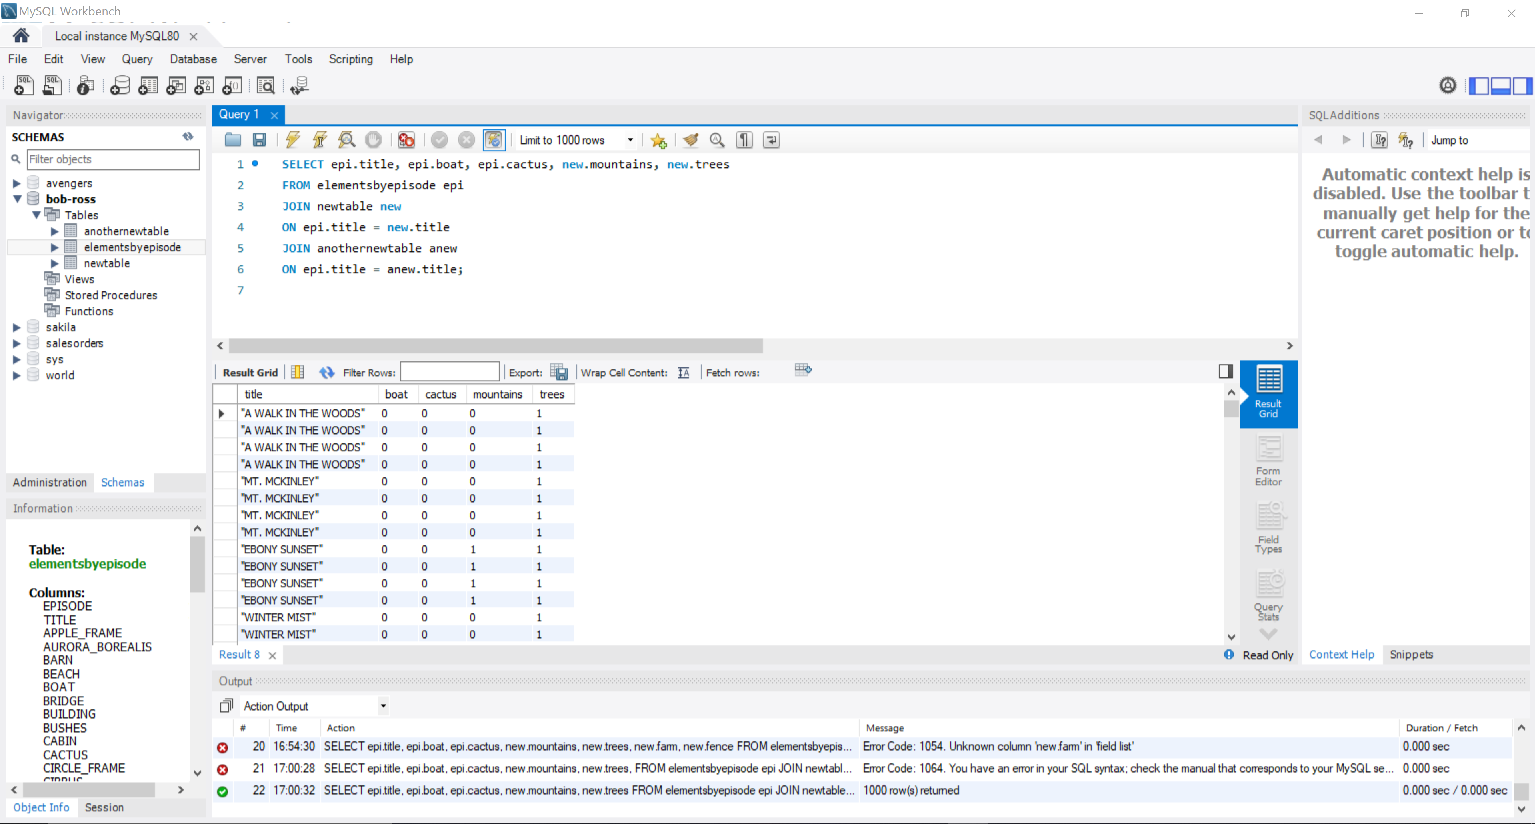 MySQL Workbench
Local instance MySQL80
File Edit View Query Database Server Tools Scripting Help
Navigator
SCHEMAS
Filter objects
avengers
bob-ross
Tables
anothernewtable
elementsbyepisode
newtable
Views
Stored Procedures
Functions
sakila
salesorders
sys
world
Administration Schemas
Information
Table:
elementsbyepisode
Columns:
EPISODE
TITLE
APPLE_FRAME
AURORA_BOREALIS
BARN
BEACH
BOAT
BRIDGE
BUILDING
BUSHES
CABIN
CACTUS
CIRCLE_FRAME
Object Info Session
Query 1
Limit to 1000 rows
1 SELECT epi.title, epi.boat, epi.cactus, new.mountains, new.trees
2 FROM elementsbyepisode epi
3 JOIN newtable new
4 ON epi.title = new.title
5 JOIN anothernewtable anew
6 ON epi.title = anew.title;
7
Result Grid Filter Rows: Export: Wrap Cell Content: Fetch rows:
title boat cactus mountains trees
"A WALK IN THE WOODS" 0 0 0 1
"A WALK IN THE WOODS" 0 0 0 1
"A WALK IN THE WOODS" 0 0 0 1
"A WALK IN THE WOODS" 0 0 0 1
"MT. MCKINLEY" 0 0 0 1
"MT. MCKINLEY" 0 0 0 1
"MT. MCKINLEY" 0 0 0 1
"MT. MCKINLEY" 0 0 0 1
"EBONY SUNSET" 0 0 1 1
"EBONY SUNSET" 0 0 1 1
"EBONY SUNSET" 0 0 1 1
"EBONY SUNSET" 0 0 1 1
"WINTER MIST" 0 0 0 1
"WINTER MIST" 0 0 0 1
Result Grid
Form Editor
Field Types
Query Stats
Result 8
Read Only
SQLAdditions
Jump to
Automatic context help is
disabled. Use the toolbar t
manually get help for the
current caret position or to
toggle automatic help.
Context Help Snippets
Output
Action Output
# Time Action Message Duration / Fetch
20 16:54:30 SELECT epi.title, epi.boat, epi.cactus, new.mountains, new.trees, new.farm, new.fence FROM elementsbyepis... Error Code: 1054. Unknown column 'new.farm' in 'field list' 0.000 sec
21 17:00:28 SELECT epi.title, epi.boat, epi.cactus, new.mountains, new.trees, FROM elementsbyepisode epi JOIN newtabl... Error Code: 1064. You have an error in your SQL syntax; check the manual that corresponds to your MySQL se... 0.000 sec
22 17:00:32 SELECT epi.title, epi.boat, epi.cactus, new.mountains, new.trees FROM elementsbyepisode epi JOIN newtable... 1000 row(s) returned 0.000 sec / 0.000 sec